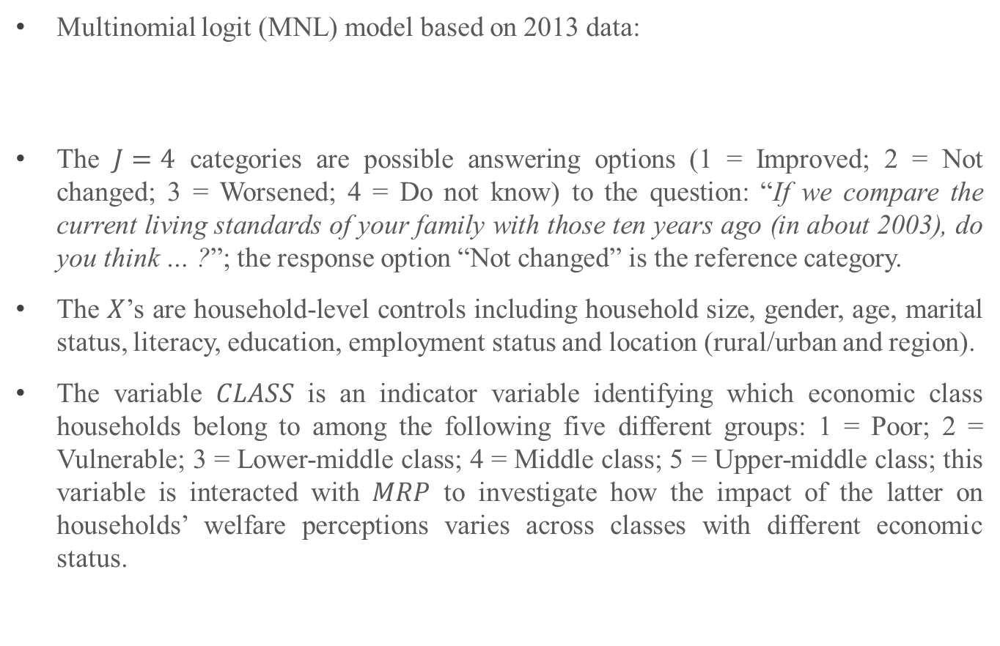 • Multinomial logit (MNL) model based on 2013 data:
• The J = 4 categories are possible answering options (1 = Improved; 2 = Not
changed; 3 = Worsened; 4 = Do not know) to the question: “If we compare the
current living standards of your family with those ten years ago (in about 2003), do
you think ... ?”; the response option “Not changed” is the reference category.
• The X’s are household-level controls including household size, gender, age, marital
status, literacy, education, employment status and location (rural/urban and region).
• The variable CLASS is an indicator variable identifying which economic class
households belong to among the following five different groups: 1 = Poor; 2 =
Vulnerable; 3 = Lower-middle class; 4 = Middle class; 5 = Upper-middle class; this
variable is interacted with MRP to investigate how the impact of the latter on
households’ welfare perceptions varies across classes with different economic
status.